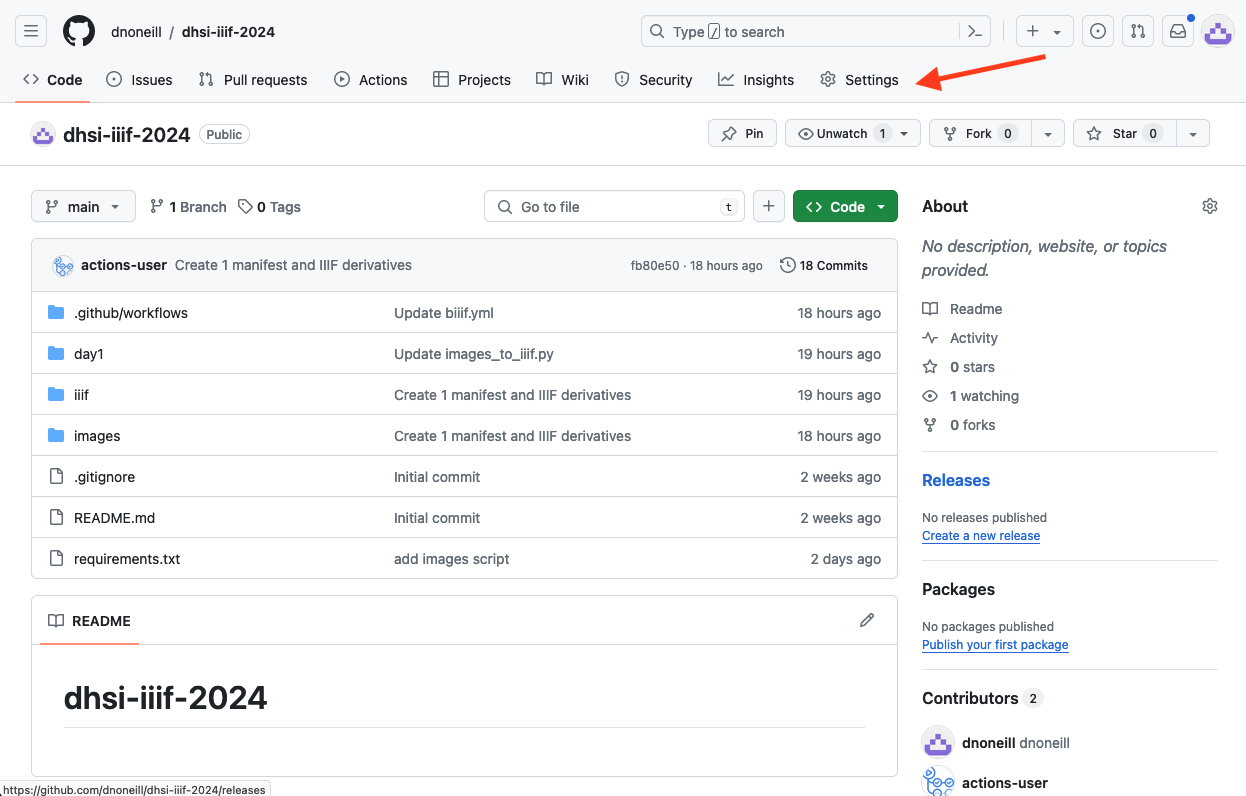 dnoneill / dhsi-iiif-2024
Type / to search
Code Issues Pull requests Actions Projects Wiki Security Insights Settings
dhsi-iiif-2024 Public
Pin Unwatch 1 Fork 0 Star 0
main 1 Branch 0 Tags
Go to file t
Code
actions-user Create 1 manifest and IIIF derivatives fb80e50 · 18 hours ago 18 Commits
.github/workflows Update biiif.yml 18 hours ago
day1 Update images_to_iiif.py 19 hours ago
iiif Create 1 manifest and IIIF derivatives 19 hours ago
images Create 1 manifest and IIIF derivatives 18 hours ago
.gitignore Initial commit 2 weeks ago
README.md Initial commit 2 weeks ago
requirements.txt add images script 2 days ago
README
dhsi-iiif-2024
About
No description, website, or topics
provided.
Readme
Activity
0 stars
1 watching
0 forks
Releases
No releases published
Create a new release
Packages
No packages published
Publish your first package
Contributors 2
dnoneill dnoneill
actions-user
https://github.com/dnoneill/dhsi-iiif-2024/releases